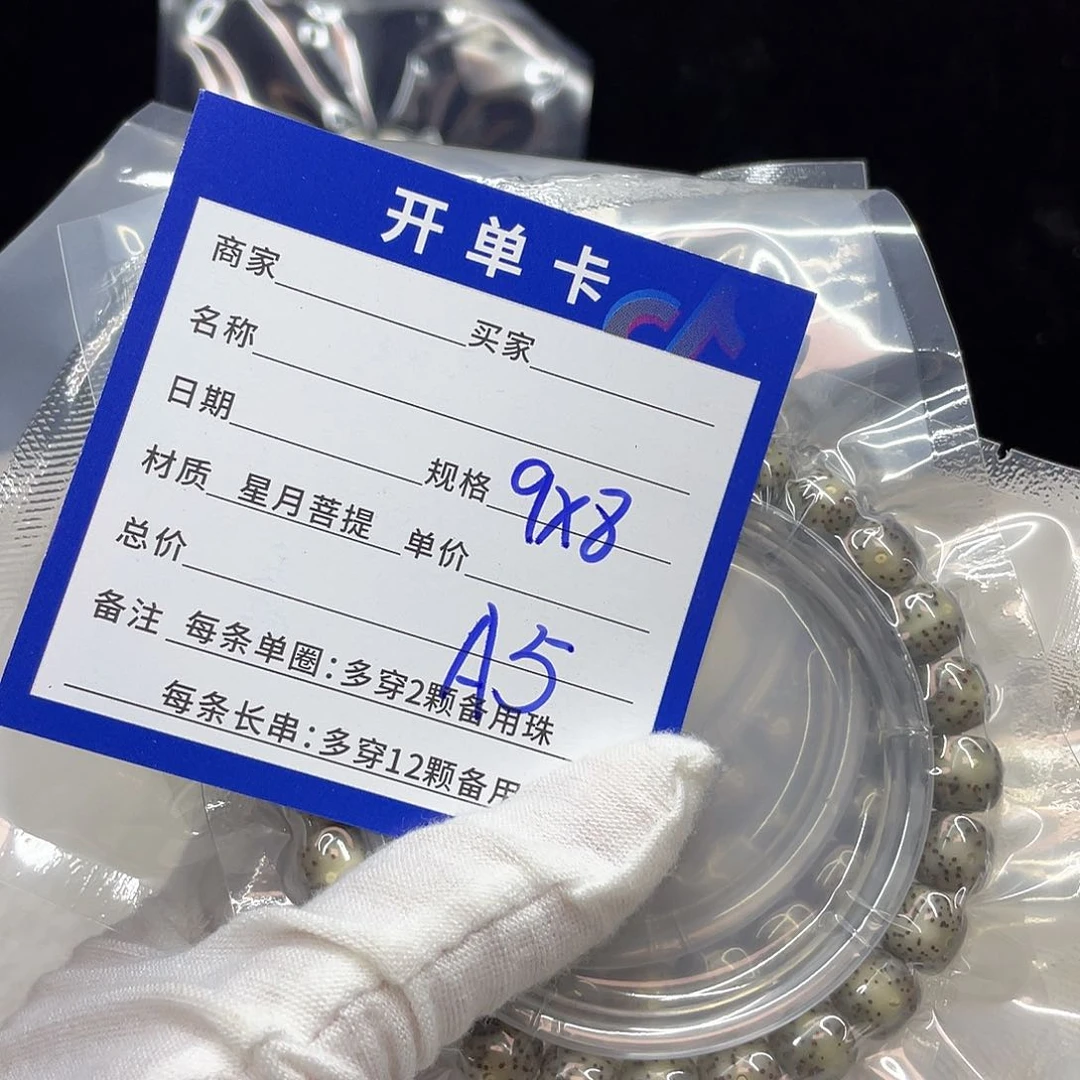 开单卡
商家 买家
名称
日期 规格 9x8
材质 星月菩提 单价
总价 A5
备注 每条单圈:多穿2颗备用珠
每条长串:多穿12颗备用